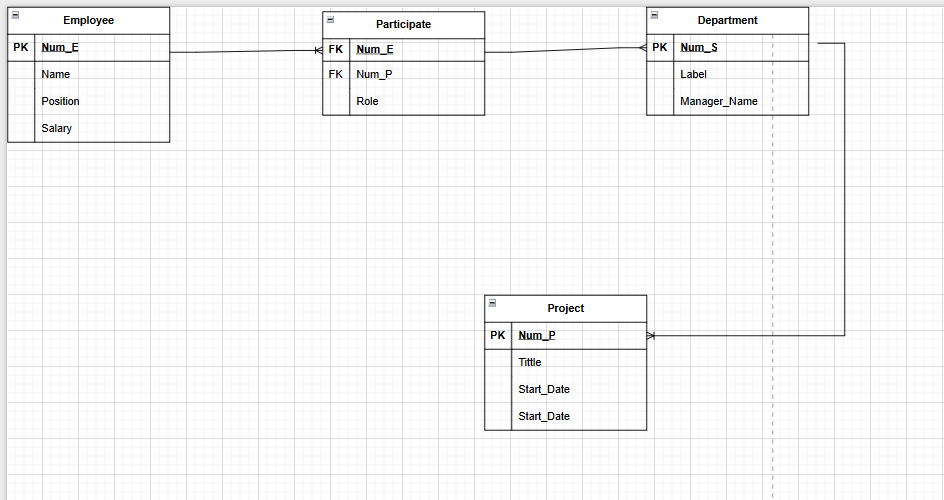 Employee
PK Num_E
Name
Position
Salary
Participate
FK Num_E
FK Num_P
Role
Department
PK Num_S
Label
Manager_Name
Project
PK Num_P
Tittle
Start_Date
Start_Date